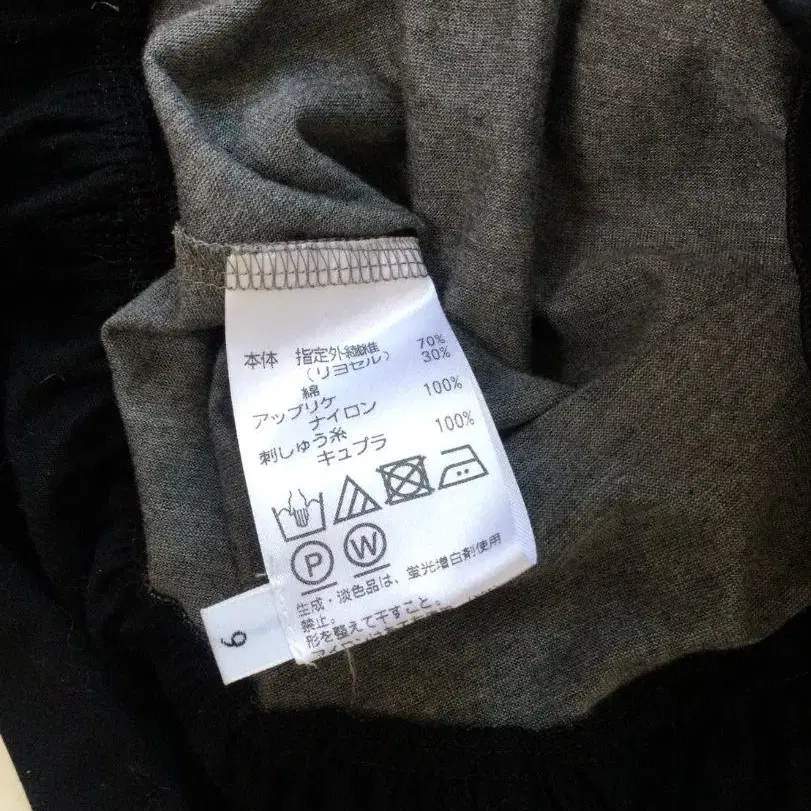 本体 指定外繊維 70%
(リヨセル) 30%
綿
アップリケ 100%
ナイロン
刺しゅう糸 100%
キュプラ
P W
生成・淡色品は、蛍光増白剤使用
禁止。
形を整えて干すこと。
6